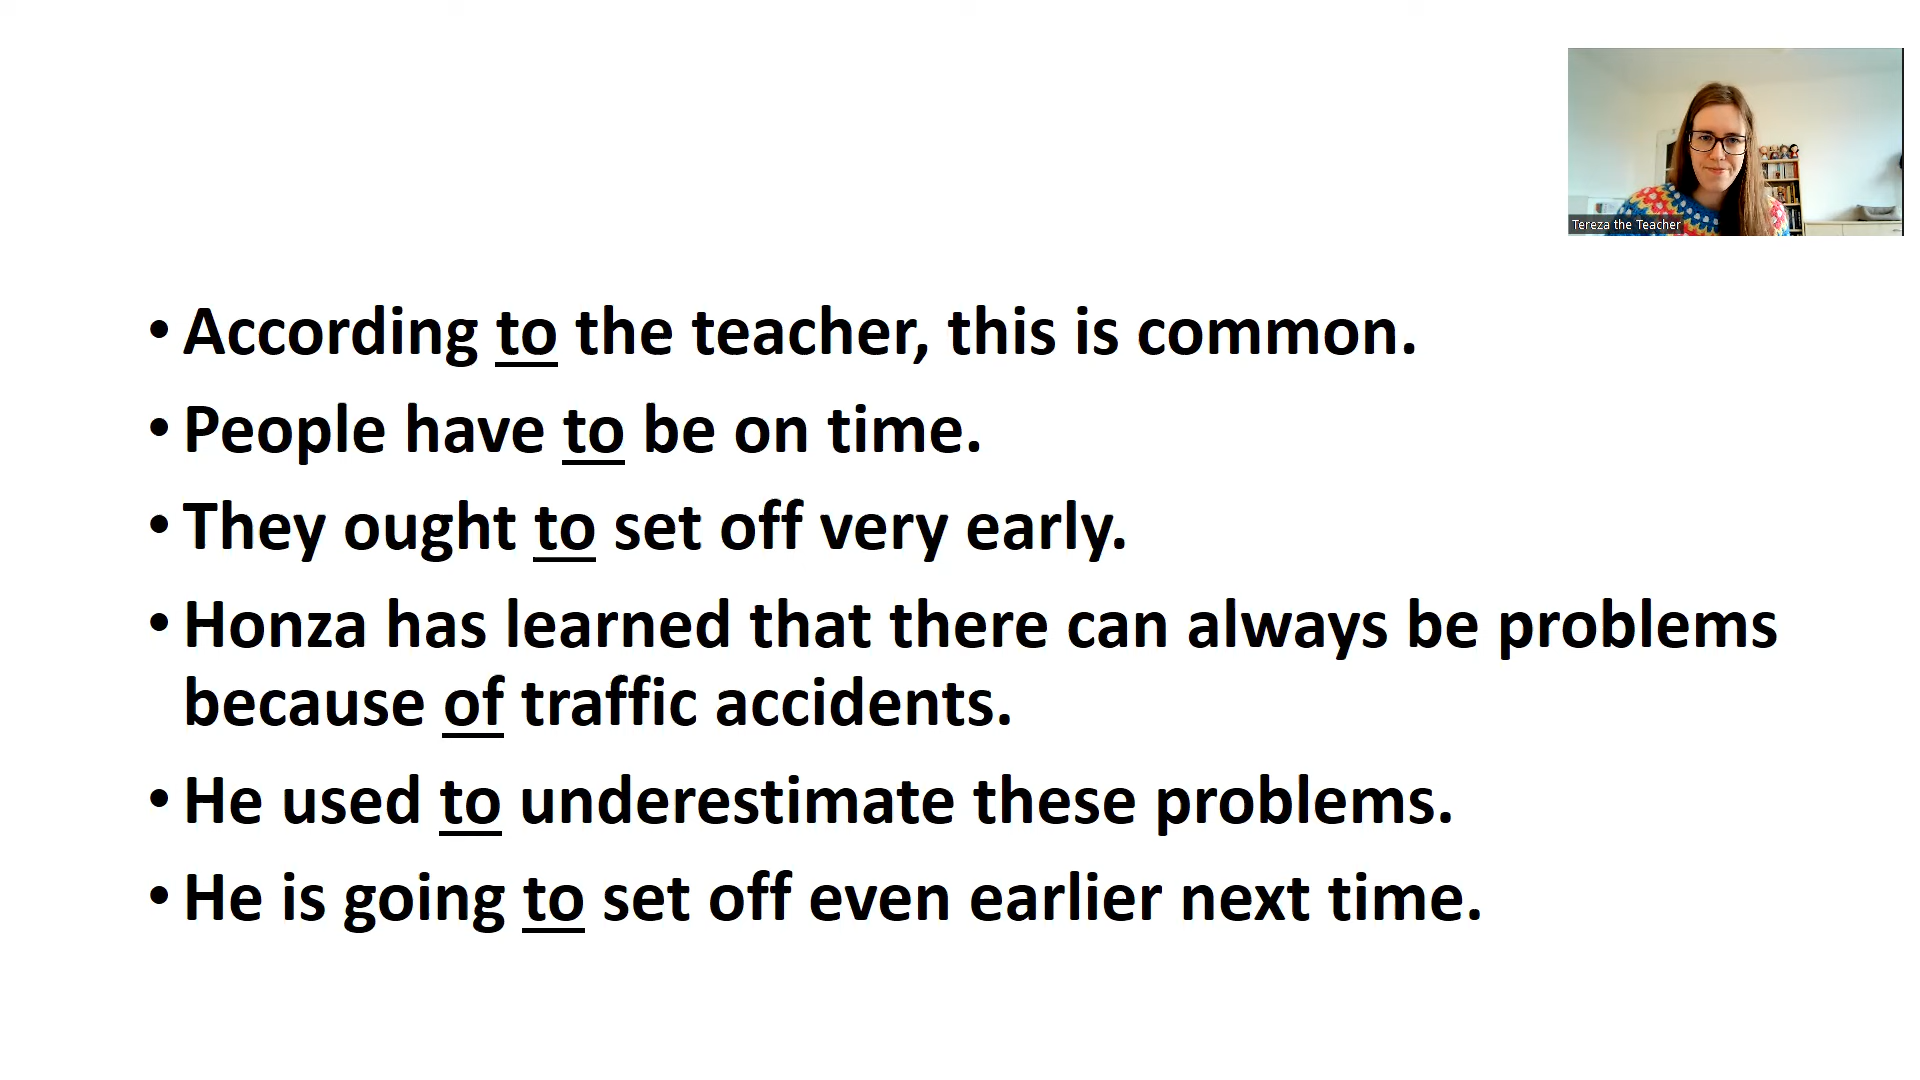 Tereza the Teacher
• According to the teacher, this is common.
• People have to be on time.
• They ought to set off very early.
• Honza has learned that there can always be problems
because of traffic accidents.
• He used to underestimate these problems.
• He is going to set off even earlier next time.